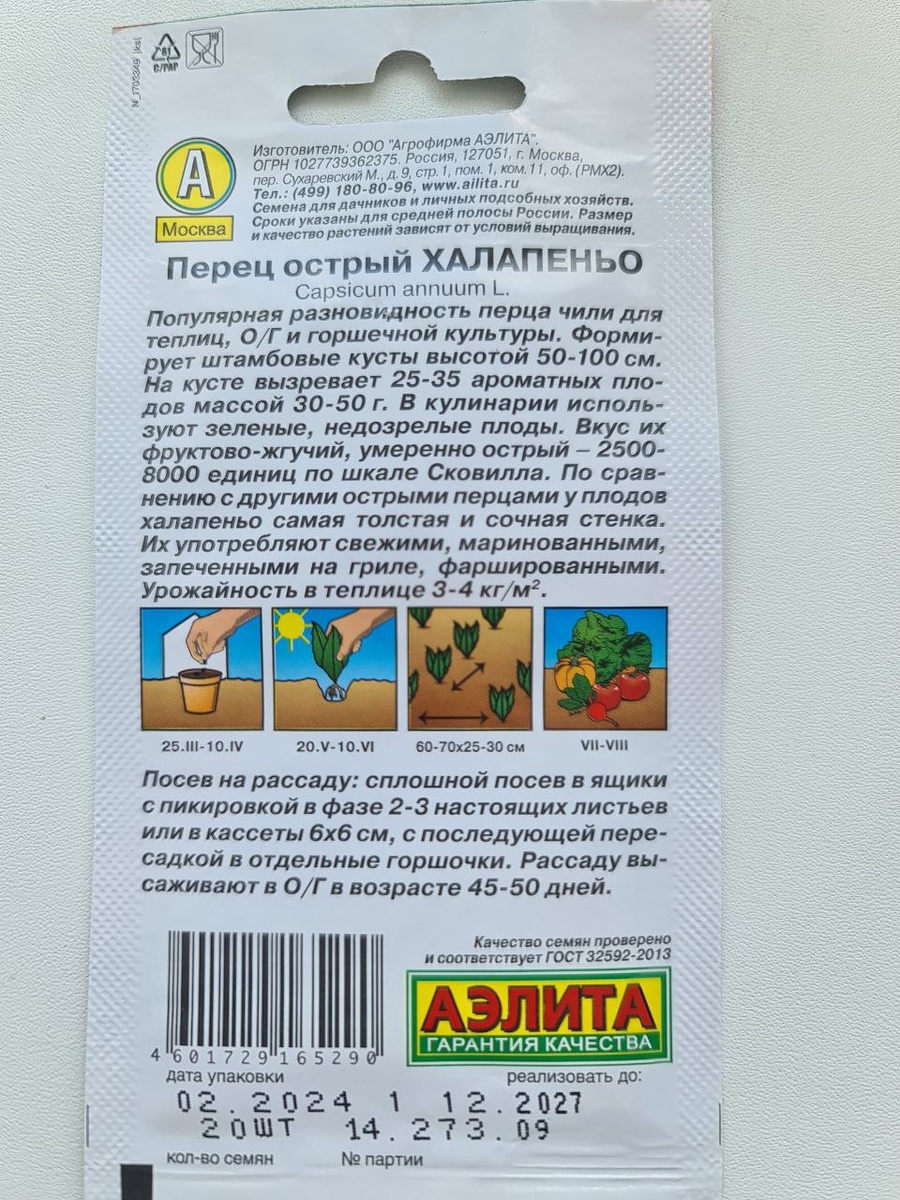 81
C/PAP
А
Москва
Изготовитель: ООО "Агрофирма АЭЛИТА".
ОГРН 1027739362375. Россия, 127051, г. Москва,
пер. Сухаревский М., д. 9, стр. 1, пом. 1, ком. 11, оф. (РМХ2).
Тел.: (499) 180-80-96, www.ailita.ru
Семена для дачников и личных подсобных хозяйств.
Сроки указаны для средней полосы России. Размер
и качество растений зависят от условий выращивания.
Перец острый ХАЛАПЕНЬО
Capsicum annuum L.
Популярная разновидность перца чили для
теплиц, О/Г и горшечной культуры. Форми-
рует штамбовые кусты высотой 50-100 см.
На кусте вызревает 25-35 ароматных пло-
дов массой 30-50 г. В кулинарии исполь-
зуют зеленые, недозрелые плоды. Вкус их
фруктово-жгучий, умеренно острый – 2500-
8000 единиц по шкале Сковилла. По срав-
нению с другими острыми перцами у плодов
халапеньо самая толстая и сочная стенка.
Их употребляют свежими, маринованными,
запеченными на гриле, фаршированными.
Урожайность в теплице 3-4 кг/м².
25.III-10.IV
20.V-10.VI
60-70x25-30 см
VII-VIII
Посев на рассаду: сплошной посев в ящики
с пикировкой в фазе 2-3 настоящих листьев
или в кассеты 6х6 см, с последующей пере-
садкой в отдельные горшочки. Рассаду вы-
саживают в О/Г в возрасте 45-50 дней.
Качество семян проверено
и соответствует ГОСТ 32592-2013
АЭЛИТА
ГАРАНТИЯ КАЧЕСТВА
4 601729 165290
дата упаковки реализовать до:
02.2024 1 12.2027
20ШТ 14.273.09
кол-во семян № партии